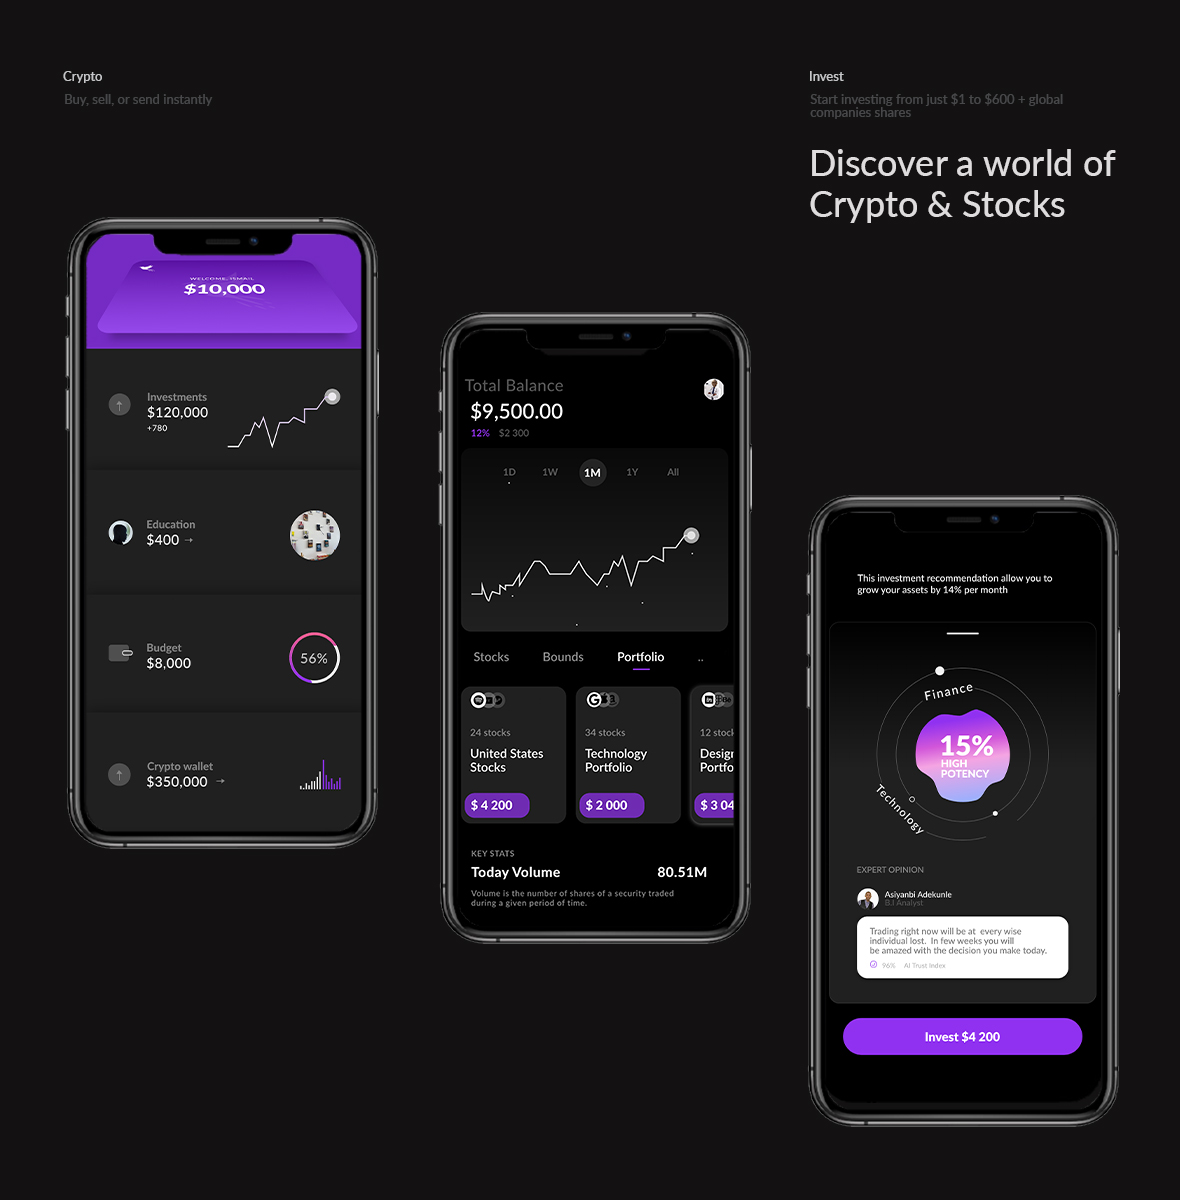 Crypto
Buy, sell, or send instantly
Invest
Start investing from just $1 to $600 + global
companies shares
Discover a world of
Crypto & Stocks
WELCOME, ISMAIL
$10,000
Investments
$120,000
+780
Education
$400 →
Budget
$8,000
56%
Crypto wallet
$350,000 →
Total Balance
$9,500.00
12% $2 300
1D 1W 1M 1Y All
Stocks Bounds Portfolio ..
24 stocks
United States
Stocks
$ 4 200
34 stocks
Technology
Portfolio
$ 2 000
12 stock
Design
Portfo
$ 3 04
KEY STATS
Today Volume 80.51M
Volume is the number of shares of a security traded
during a given period of time.
This investment recommendation allow you to
grow your assets by 14% per month
Finance
15%
HIGH
POTENCY
Technology
EXPERT OPINION
Asiyanbi Adekunle
B.I Analyst
Trading right now will be at every wise
individual lost. In few weeks you will
be amazed with the decision you make today.
96% AI Trust Index
Invest $4 200